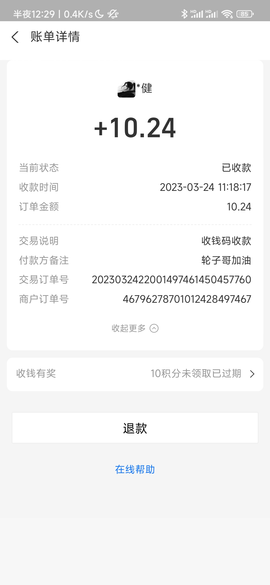 半夜12:29 | 0.4K/s
账单详情
*健
+10.24
当前状态 已收款
收款时间 2023-03-24 11:18:17
订单金额 10.24
交易说明 收钱码收款
付款方备注 轮子哥加油
交易订单号 20230324220014974614504577​60
商户订单号 46796278701012428497467
收起更多
收钱有奖 10积分未领取已过期
退款
在线帮助